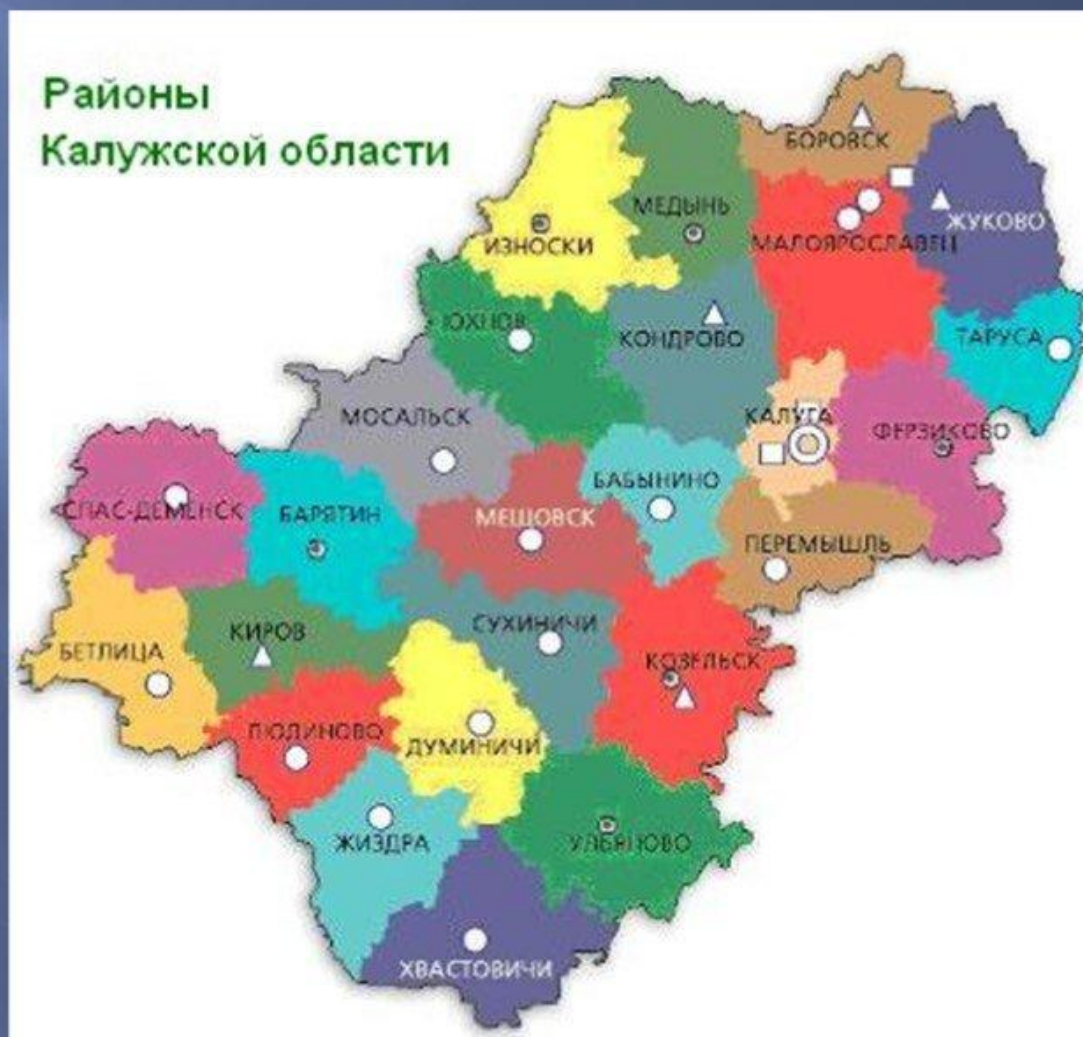 Районы
Калужской области
БОРОВСК
МЕДЫНЬ
ЖУКОВО
ИЗНОСКИ
МАЛОЯРОСЛАВЕЦ
ЮХНОВ
КОНДРОВО
ТАРУСА
МОСАЛЬСК
КАЛУГА
ФЕРЗИКОВО
БАБЫНИНО
СПАС-ДЕМЕНСК
БАРЯТИН
МЕШОВСК
ПЕРЕМЫШЛЬ
КИРОВ
СУХИНИЧИ
БЕТЛИЦА
КОЗЕЛЬСК
ЛЮДИНОВО
ДУМИНИЧИ
ЖИЗДРА
УЛЬЯНОВО
ХВАСТОВИЧИ